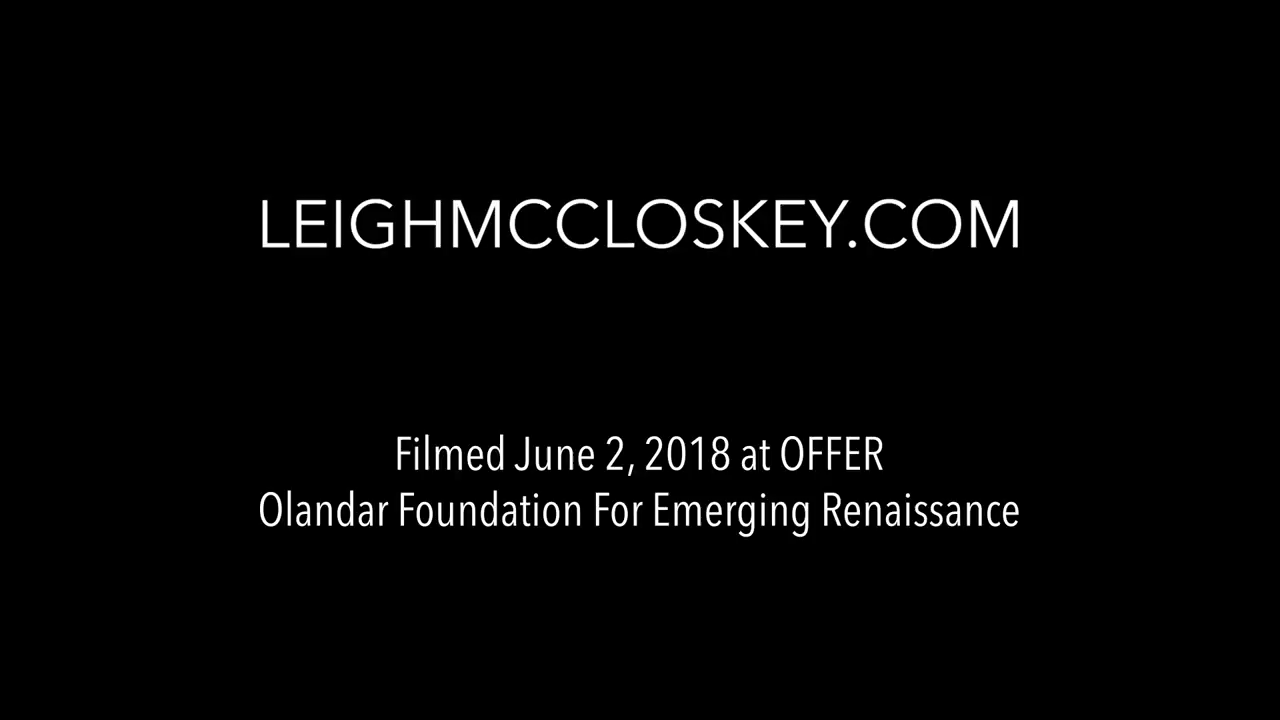 LEIGHMCCLOSKEY.COM
Filmed June 2, 2018 at OFFER
Olandar Foundation For Emerging Renaissance